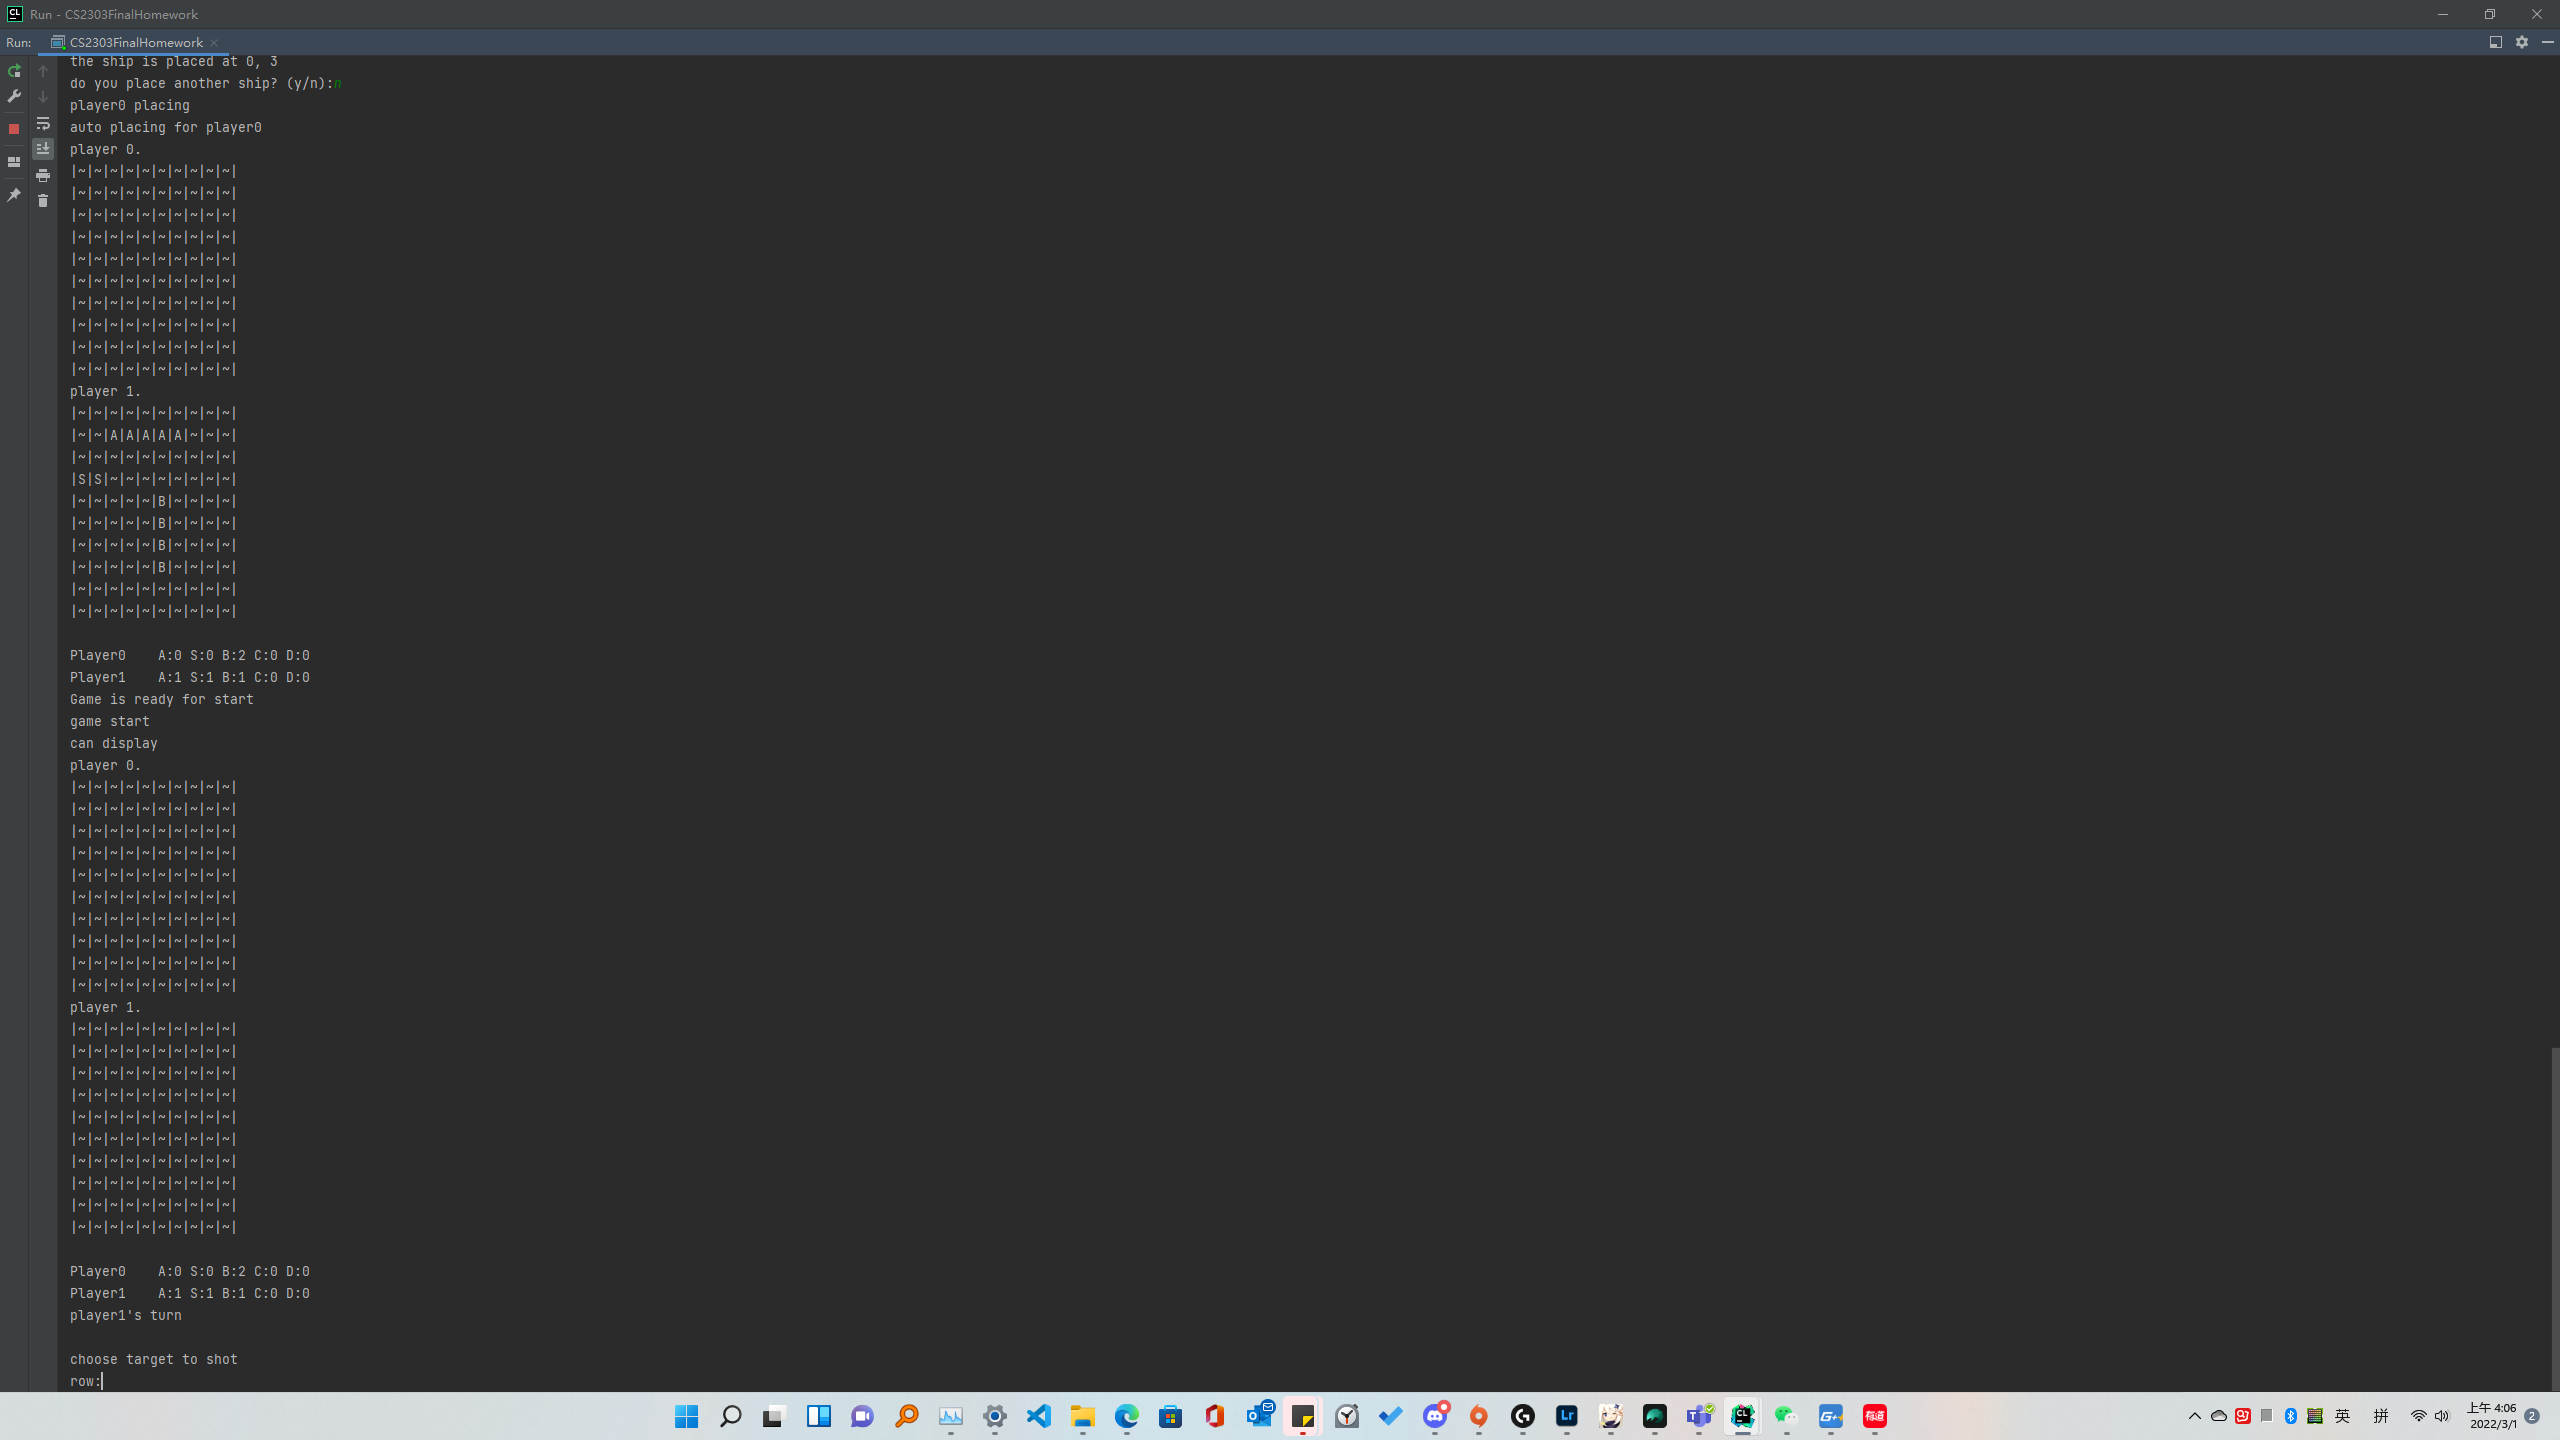 Run - CS2303FinalHomework
Run: CS2303FinalHomework
the ship is placed at 0, 3
do you place another ship? (y/n):n
player0 placing
auto placing for player0
player 0.
|~|~|~|~|~|~|~|~|~|~|
|~|~|~|~|~|~|~|~|~|~|
|~|~|~|~|~|~|~|~|~|~|
|~|~|~|~|~|~|~|~|~|~|
|~|~|~|~|~|~|~|~|~|~|
|~|~|~|~|~|~|~|~|~|~|
|~|~|~|~|~|~|~|~|~|~|
|~|~|~|~|~|~|~|~|~|~|
|~|~|~|~|~|~|~|~|~|~|
|~|~|~|~|~|~|~|~|~|~|
player 1.
|~|~|~|~|~|~|~|~|~|~|
|~|~|A|A|A|A|A|~|~|~|
|~|~|~|~|~|~|~|~|~|~|
|S|S|~|~|~|~|~|~|~|~|
|~|~|~|~|~|B|~|~|~|~|
|~|~|~|~|~|B|~|~|~|~|
|~|~|~|~|~|B|~|~|~|~|
|~|~|~|~|~|B|~|~|~|~|
|~|~|~|~|~|~|~|~|~|~|
|~|~|~|~|~|~|~|~|~|~|
Player0    A:0 S:0 B:2 C:0 D:0
Player1    A:1 S:1 B:1 C:0 D:0
Game is ready for start
game start
can display
player 0.
|~|~|~|~|~|~|~|~|~|~|
|~|~|~|~|~|~|~|~|~|~|
|~|~|~|~|~|~|~|~|~|~|
|~|~|~|~|~|~|~|~|~|~|
|~|~|~|~|~|~|~|~|~|~|
|~|~|~|~|~|~|~|~|~|~|
|~|~|~|~|~|~|~|~|~|~|
|~|~|~|~|~|~|~|~|~|~|
|~|~|~|~|~|~|~|~|~|~|
|~|~|~|~|~|~|~|~|~|~|
player 1.
|~|~|~|~|~|~|~|~|~|~|
|~|~|~|~|~|~|~|~|~|~|
|~|~|~|~|~|~|~|~|~|~|
|~|~|~|~|~|~|~|~|~|~|
|~|~|~|~|~|~|~|~|~|~|
|~|~|~|~|~|~|~|~|~|~|
|~|~|~|~|~|~|~|~|~|~|
|~|~|~|~|~|~|~|~|~|~|
|~|~|~|~|~|~|~|~|~|~|
|~|~|~|~|~|~|~|~|~|~|
Player0    A:0 S:0 B:2 C:0 D:0
Player1    A:1 S:1 B:1 C:0 D:0
player1's turn
choose target to shot
row:
英 拼 上午 4:06
2022/3/1 2